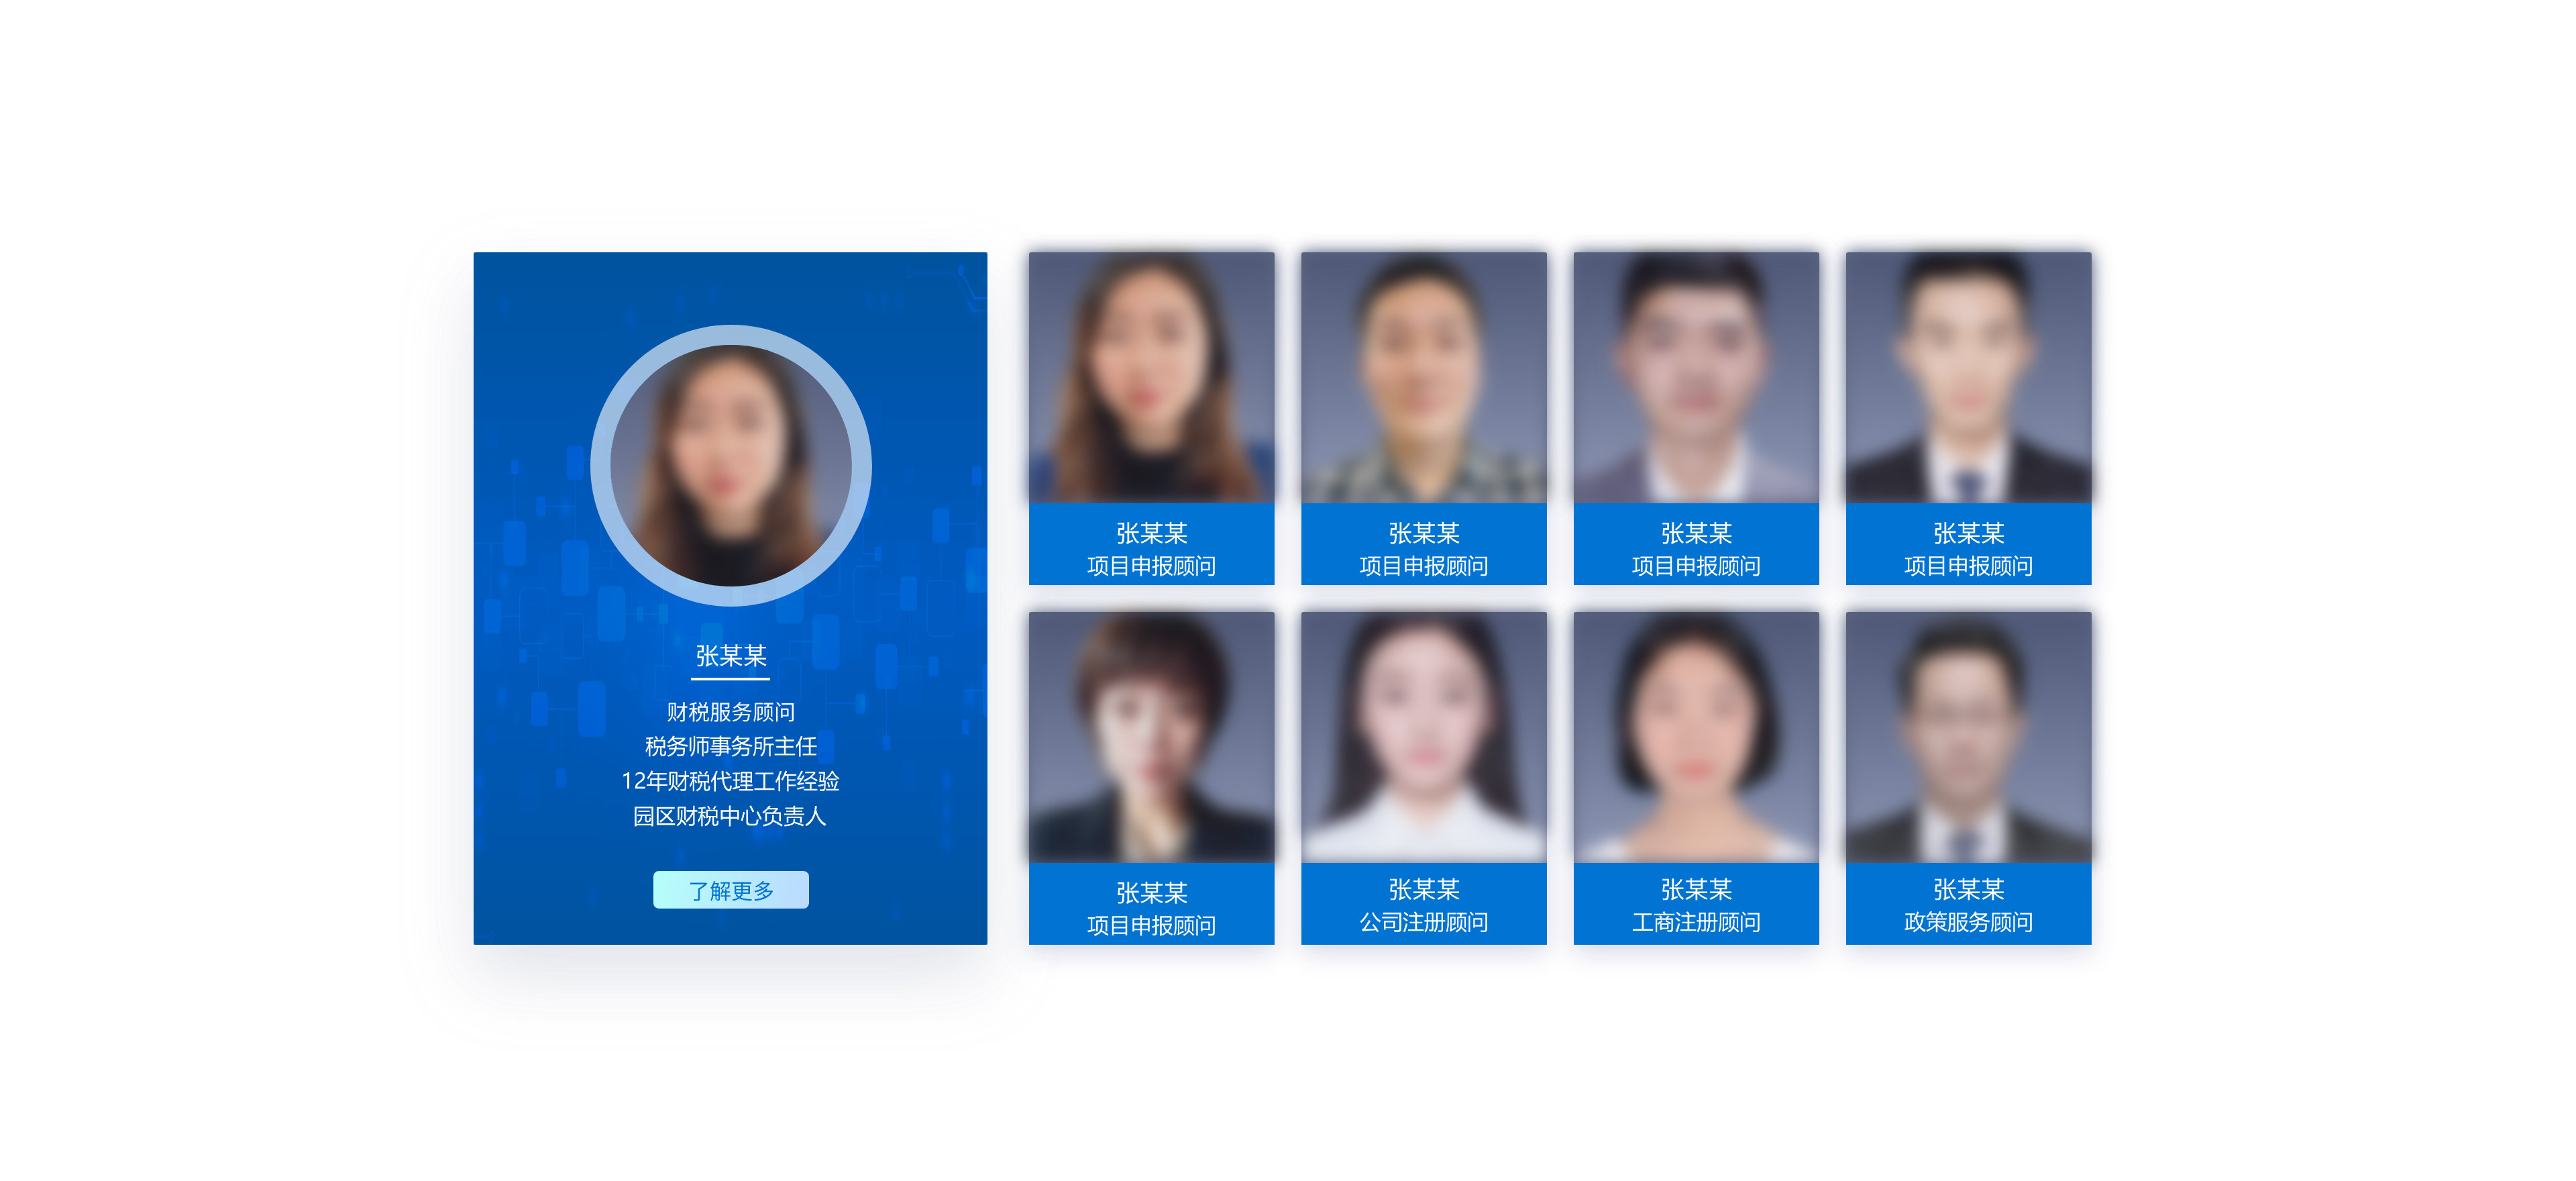 张某某
财税服务顾问
税务师事务所主任
12年财税代理工作经验
园区财税中心负责人
了解更多
张某某
项目申报顾问
张某某
项目申报顾问
张某某
项目申报顾问
张某某
项目申报顾问
张某某
项目申报顾问
张某某
公司注册顾问
张某某
工商注册顾问
张某某
政策服务顾问